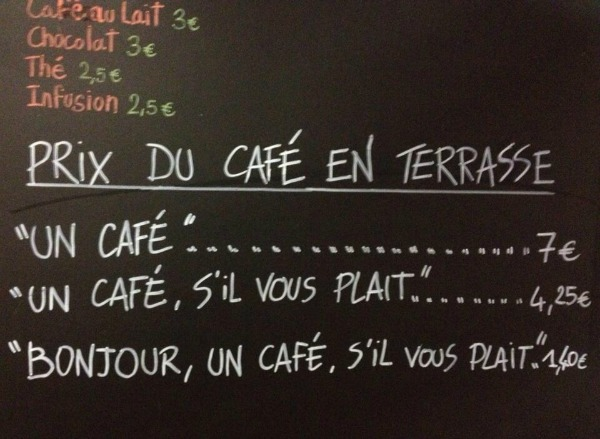 Café au Lait 3€
Chocolat 3€
Thé 2,5€
Infusion 2,5€
PRIX DU CAFÉ EN TERRASSE
"UN CAFÉ"................................7€
"UN CAFÉ, S'IL VOUS PLAIT."..........4,25€
"BONJOUR, UN CAFÉ, S'IL VOUS PLAIT."..1,40€